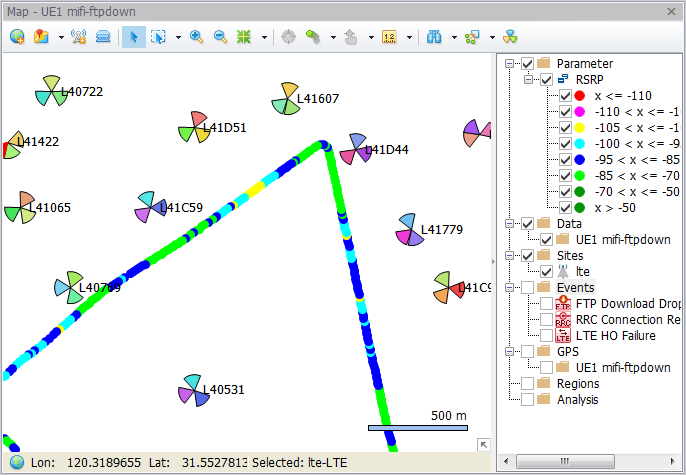 Map - UE1 mifi-ftpdown
1.2
L40722
L41607
L41D51
L41422
L41D44
L41065
L41C59
L41779
L41C9
L40531
500 m
Parameter
RSRP
x <= -110
-110 < x <= -10
-105 < x <= -10
-100 < x <= -9
-95 < x <= -85
-85 < x <= -70
-70 < x <= -50
x > -50
Data
UE1 mifi-ftpdown
Sites
lte
Events
FTP Download Drop
RRC Connection Re
LTE HO Failure
GPS
UE1 mifi-ftpdown
Regions
Analysis
Lon: 120.3189655 Lat: 31.5527813 Selected: lte-LTE